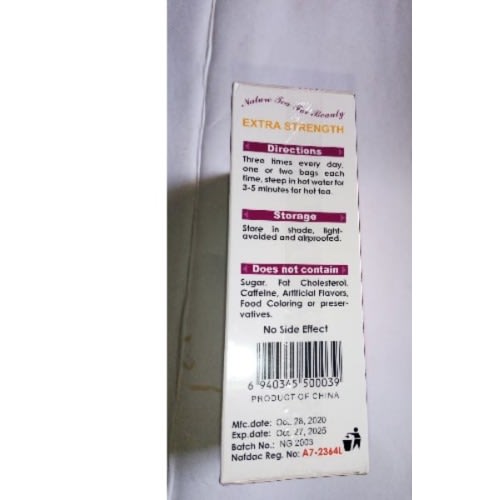 Nature Tea For Beauty
EXTRA STRENGTH
Directions
Three times every day,
one or two bags each
time, steep in hot water for
3-5 minutes for hot tea.
Storage
Store in shade, light-
avoided and airproofed.
Does not contain
Sugar, Fat Cholesterol,
Caffeine, Artificial Flavors,
Food Coloring or preser-
vatives.
No Side Effect
6 940345 500039
PRODUCT OF CHINA
Mfc.date: Oct. 28, 2020
Exp.date: Oct. 27, 2025
Batch No.: NG 2003
Nafdac Reg. No: A7-2364L